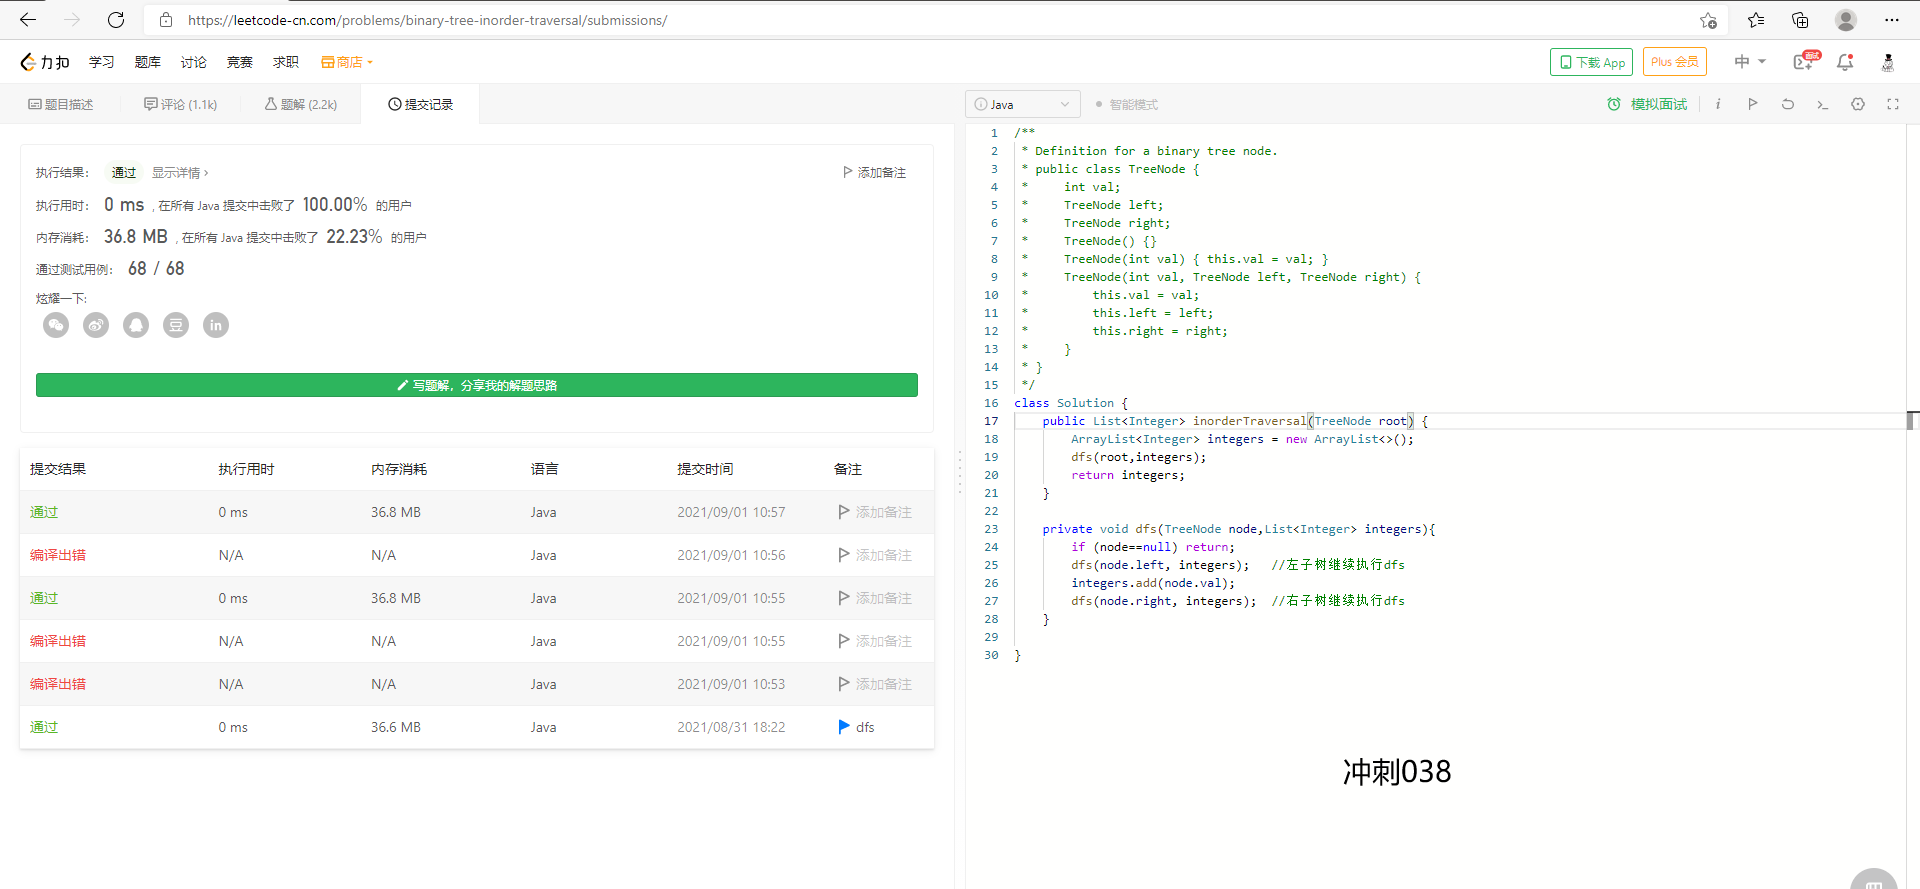 https://leetcode-cn.com/problems/binary-tree-inorder-traversal/submissions/
力扣 学习 题库 讨论 竞赛 求职 商店 下载 App Plus 会员 中 面试
题目描述 评论 (1.1k) 题解 (2.2k) 提交记录
执行结果： 通过 显示详情 › 添加备注
执行用时： 0 ms , 在所有 Java 提交中击败了 100.00% 的用户
内存消耗： 36.8 MB , 在所有 Java 提交中击败了 22.23% 的用户
通过测试用例： 68 / 68
炫耀一下:
豆 in
写题解，分享我的解题思路
提交结果 执行用时 内存消耗 语言 提交时间 备注
通过 0 ms 36.8 MB Java 2021/09/01 10:57 添加备注
编译出错 N/A N/A Java 2021/09/01 10:56 添加备注
通过 0 ms 36.8 MB Java 2021/09/01 10:55 添加备注
编译出错 N/A N/A Java 2021/09/01 10:55 添加备注
编译出错 N/A N/A Java 2021/09/01 10:53 添加备注
通过 0 ms 36.6 MB Java 2021/08/31 18:22 dfs
Java 智能模式 模拟面试
1 /**
2 * Definition for a binary tree node.
3 * public class TreeNode {
4 *     int val;
5 *     TreeNode left;
6 *     TreeNode right;
7 *     TreeNode() {}
8 *     TreeNode(int val) { this.val = val; }
9 *     TreeNode(int val, TreeNode left, TreeNode right) {
10 *         this.val = val;
11 *         this.left = left;
12 *         this.right = right;
13 *     }
14 * }
15 */
16 class Solution {
17     public List<Integer> inorderTraversal(TreeNode root) {
18         ArrayList<Integer> integers = new ArrayList<>();
19         dfs(root,integers);
20         return integers;
21     }
22
23     private void dfs(TreeNode node,List<Integer> integers){
24         if (node==null) return;
25         dfs(node.left, integers);   //左子树继续执行dfs
26         integers.add(node.val);
27         dfs(node.right, integers);  //右子树继续执行dfs
28     }
29
30 }
冲刺038